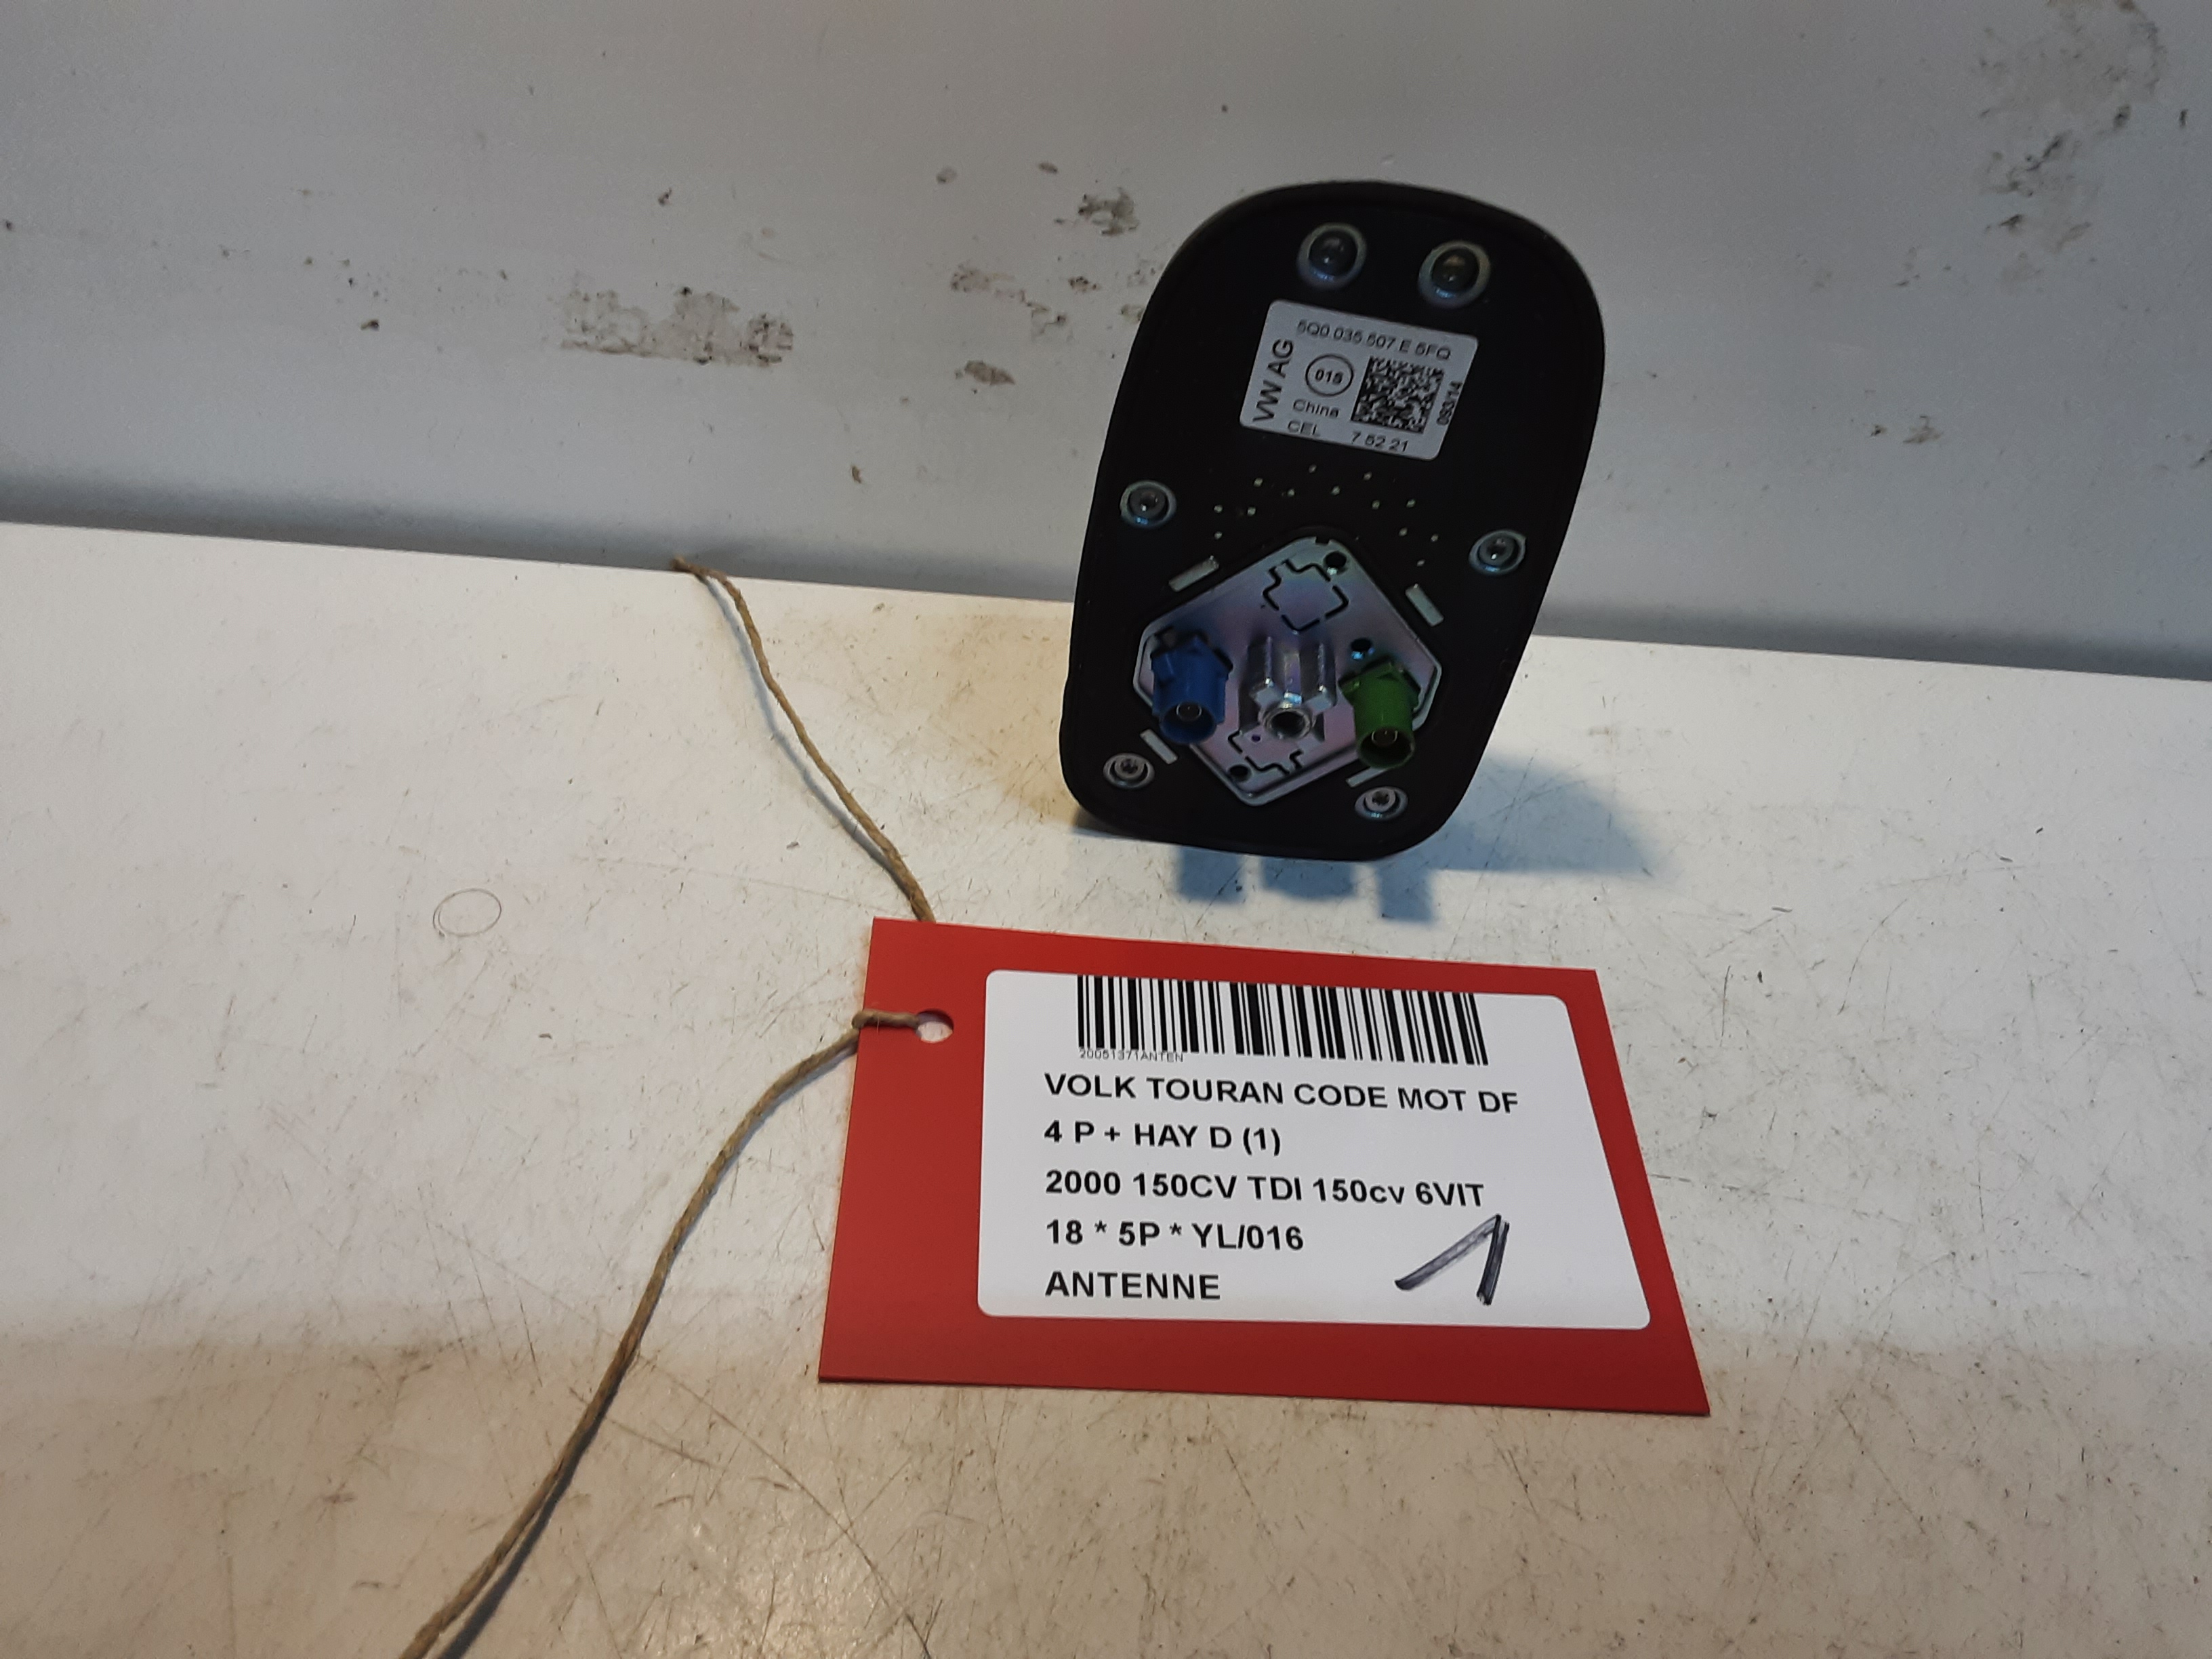 5Q0 035 507 E 5FQ
VW AG
015
China
CEL 7 52 21
20051371ANTEN
VOLK TOURAN CODE MOT DF
4 P + HAY D (1)
2000 150CV TDI 150cv 6VIT
18 * 5P * YL/016
ANTENNE
1